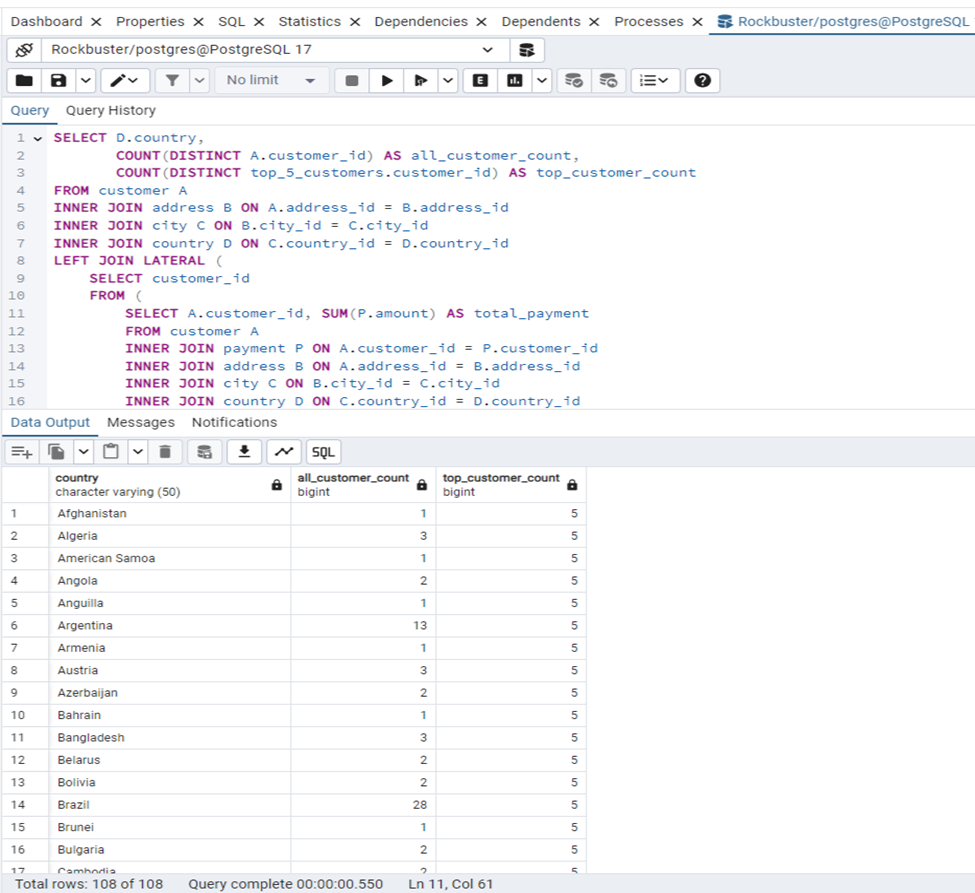 Dashboard X Properties X SQL X Statistics X Dependencies X Dependents X Processes X Rockbuster/postgres@PostgreSQL
Rockbuster/postgres@PostgreSQL 17
No limit E
Query Query History
1 SELECT D.country,
2 COUNT(DISTINCT A.customer_id) AS all_customer_count,
3 COUNT(DISTINCT top_5_customers.customer_id) AS top_customer_count
4 FROM customer A
5 INNER JOIN address B ON A.address_id = B.address_id
6 INNER JOIN city C ON B.city_id = C.city_id
7 INNER JOIN country D ON C.country_id = D.country_id
8 LEFT JOIN LATERAL (
9 SELECT customer_id
10 FROM (
11 SELECT A.customer_id, SUM(P.amount) AS total_payment
12 FROM customer A
13 INNER JOIN payment P ON A.customer_id = P.customer_id
14 INNER JOIN address B ON A.address_id = B.address_id
15 INNER JOIN city C ON B.city_id = C.city_id
16 INNER JOIN country D ON C.country_id = D.country_id
Data Output Messages Notifications
SQL
country all_customer_count top_customer_count
character varying (50) bigint bigint
1 Afghanistan 1 5
2 Algeria 3 5
3 American Samoa 1 5
4 Angola 2 5
5 Anguilla 1 5
6 Argentina 13 5
7 Armenia 1 5
8 Austria 3 5
9 Azerbaijan 2 5
10 Bahrain 1 5
11 Bangladesh 3 5
12 Belarus 2 5
13 Bolivia 2 5
14 Brazil 28 5
15 Brunei 1 5
16 Bulgaria 2 5
17 Cambodia 2 5
Total rows: 108 of 108 Query complete 00:00:00.550 Ln 11, Col 61